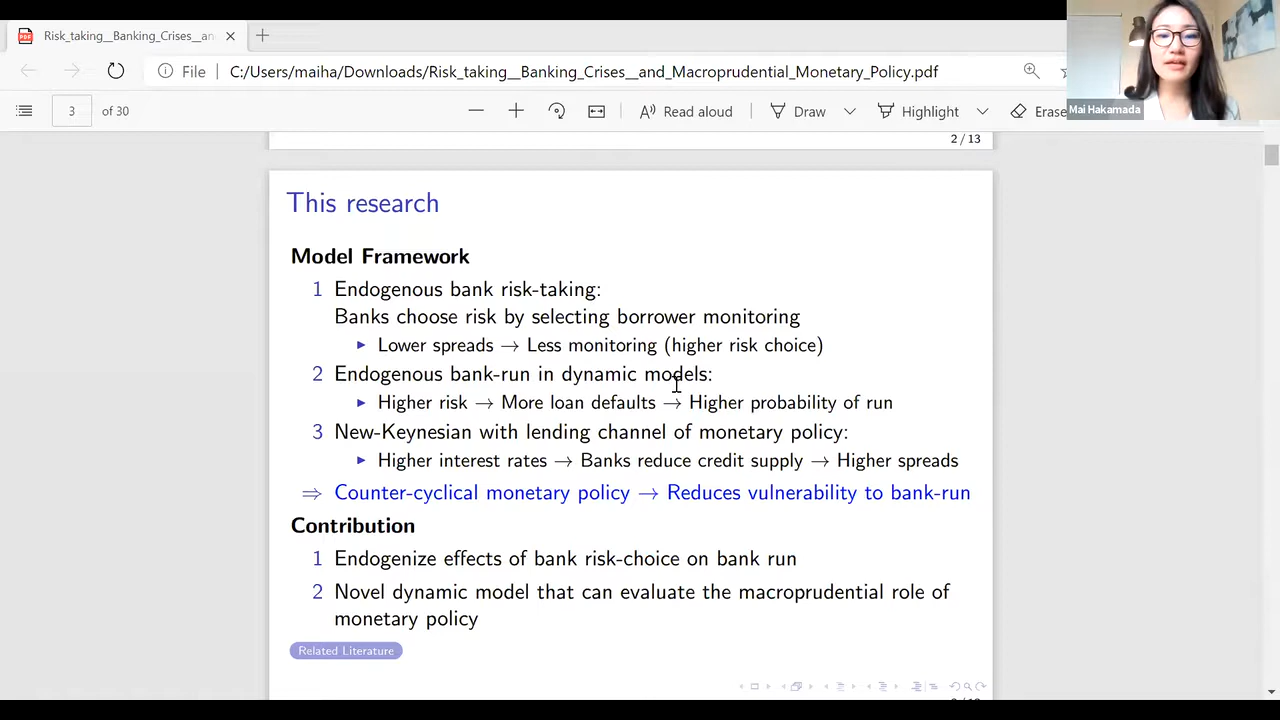 Risk_taking__Banking_Crises__an
File
C:/Users/maiha/Downloads/Risk_taking__Banking_Crises__and_Macroprudential_Monetary_Policy.pdf
Mai Hakamada
3 of 30
Read aloud
Draw
Highlight
Erase
2 / 13
This research
Model Framework
1 Endogenous bank risk-taking:
Banks choose risk by selecting borrower monitoring
▶ Lower spreads → Less monitoring (higher risk choice)
2 Endogenous bank-run in dynamic models:
▶ Higher risk → More loan defaults → Higher probability of run
3 New-Keynesian with lending channel of monetary policy:
▶ Higher interest rates → Banks reduce credit supply → Higher spreads
⇒ Counter-cyclical monetary policy → Reduces vulnerability to bank-run
Contribution
1 Endogenize effects of bank risk-choice on bank run
2 Novel dynamic model that can evaluate the macroprudential role of
monetary policy
Related Literature